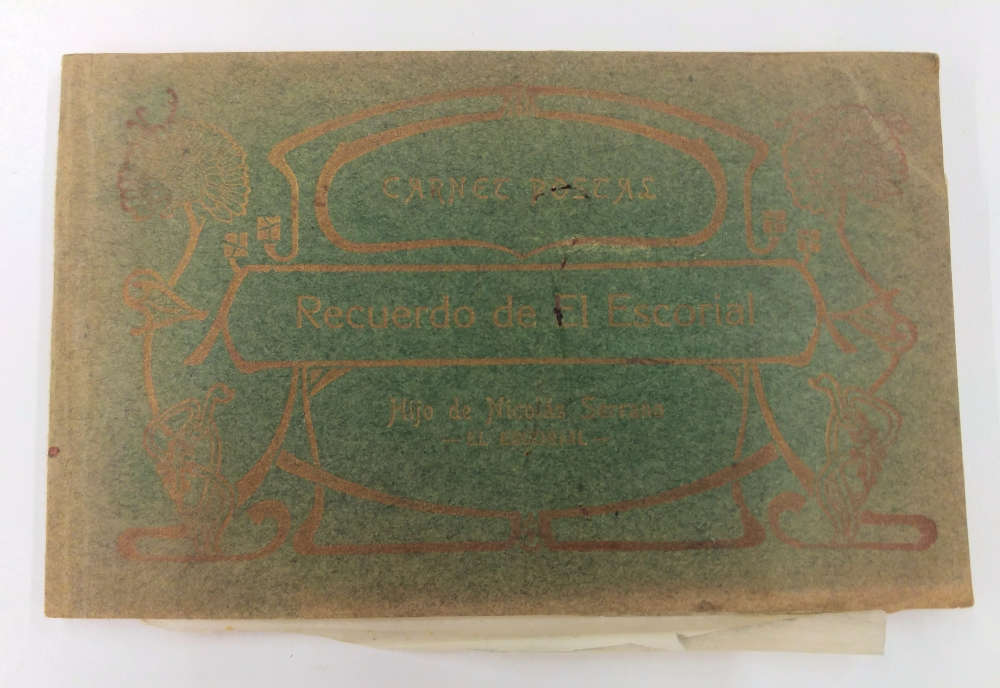 CARNET POSTAL
Recuerdo de El Escorial
Hijo de Nicolás Serrano
— EL ESCORIAL —